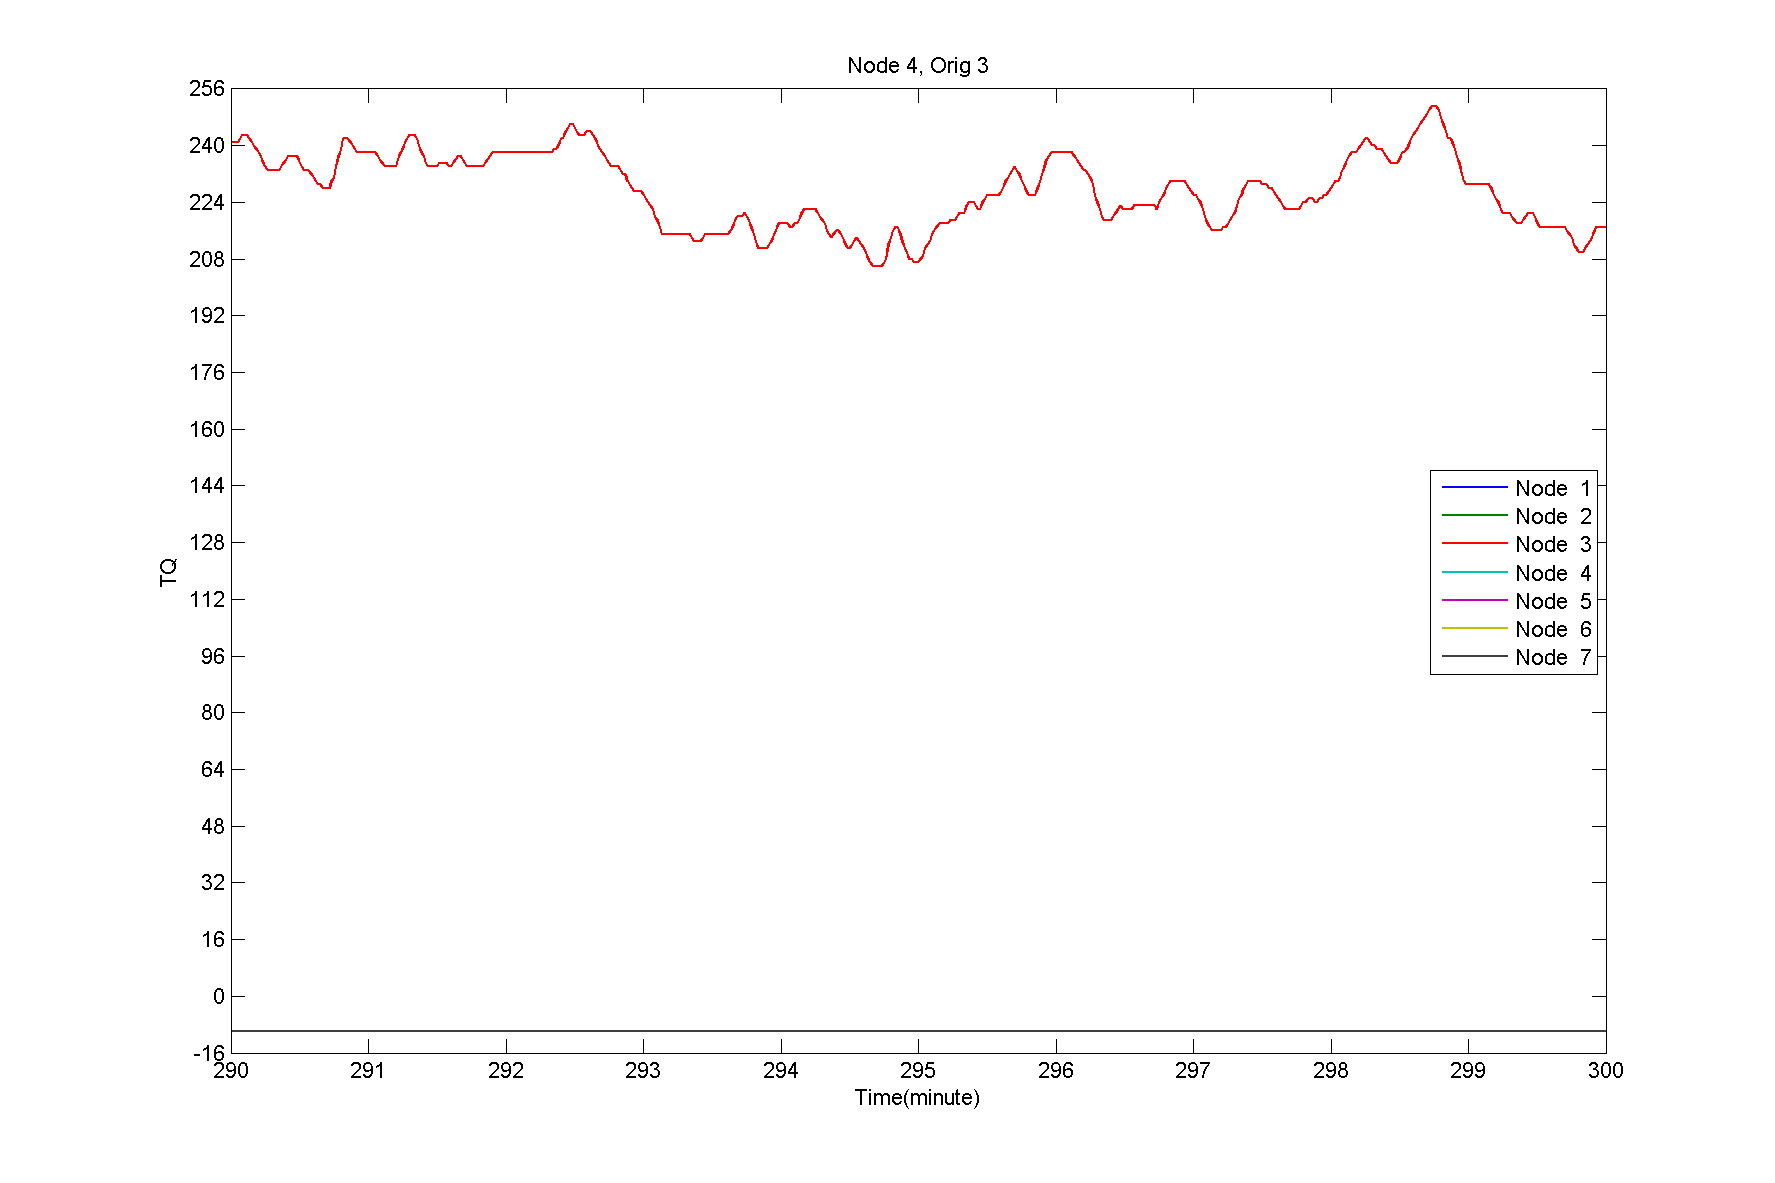 Node 4, Orig 3
256
240
224
208
192
176
160
144
128
112
96
80
64
48
32
16
0
-16
TQ
Node 1
Node 2
Node 3
Node 4
Node 5
Node 6
Node 7
290 291 292 293 294 295 296 297 298 299 300
Time(minute)